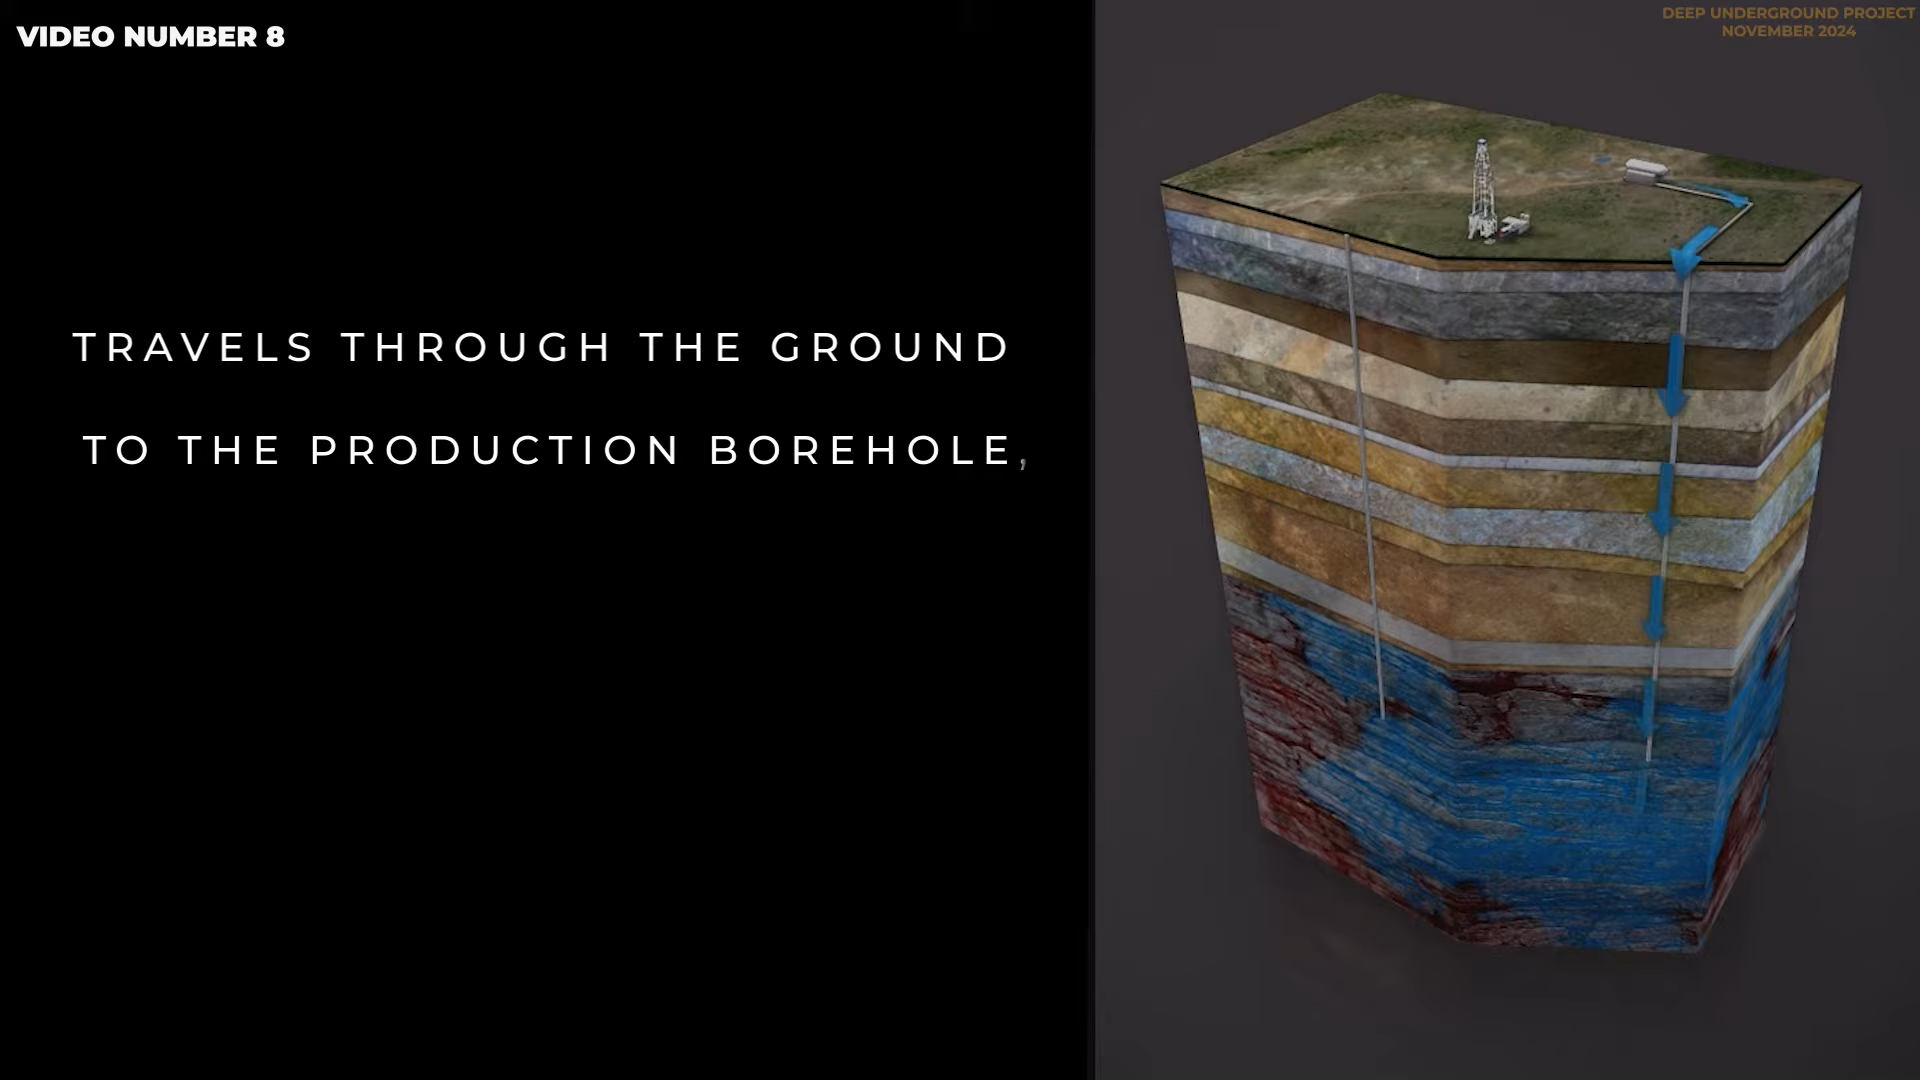 VIDEO NUMBER 8
DEEP UNDERGROUND PROJECT
NOVEMBER 2024
TRAVELS THROUGH THE GROUND
TO THE PRODUCTION BOREHOLE,